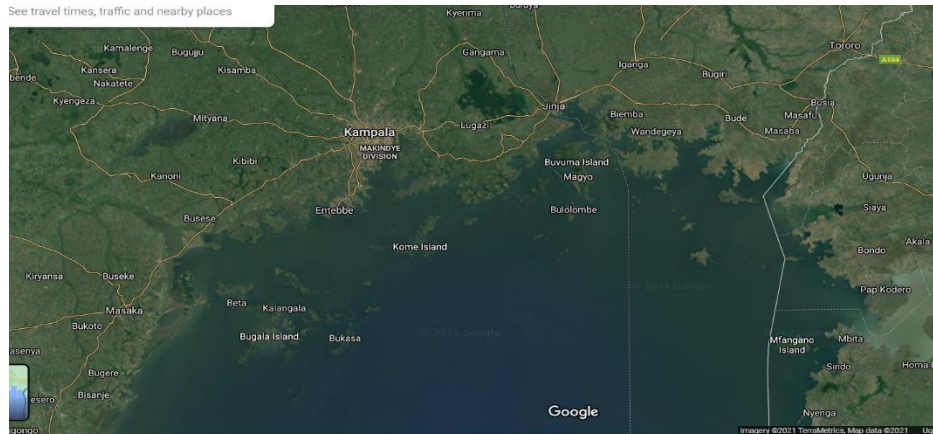 See travel times, traffic and nearby places
Kyerima
Kamalenge
Bugujju
Gangama
Tororo
A104
Kansera
Kisamba
Iganga
Bugiri
Nakatete
Kyengeza
Jinja
Busia
Mityana
Lugazi
Biemba
Bude
Masafu
Kampala
Wandegeya
Masaba
MAKINDYE
DIVISION
Kibibi
Buvuma Island
Kanoni
Magyo
Ugunja
Entebbe
Bulolombe
Siaya
Busese
Kome Island
Bondo
Akala
Kiryansa
Buseke
Pap Kodero
Beta
Kalangala
Masaka
Bukoto
Bugala Island
Bukasa
Mfangano
Island
Mbita
Sindo
Bugere
Bisanje
Google
Nyenga
Imagery ©2021 TerraMetrics, Map data ©2021